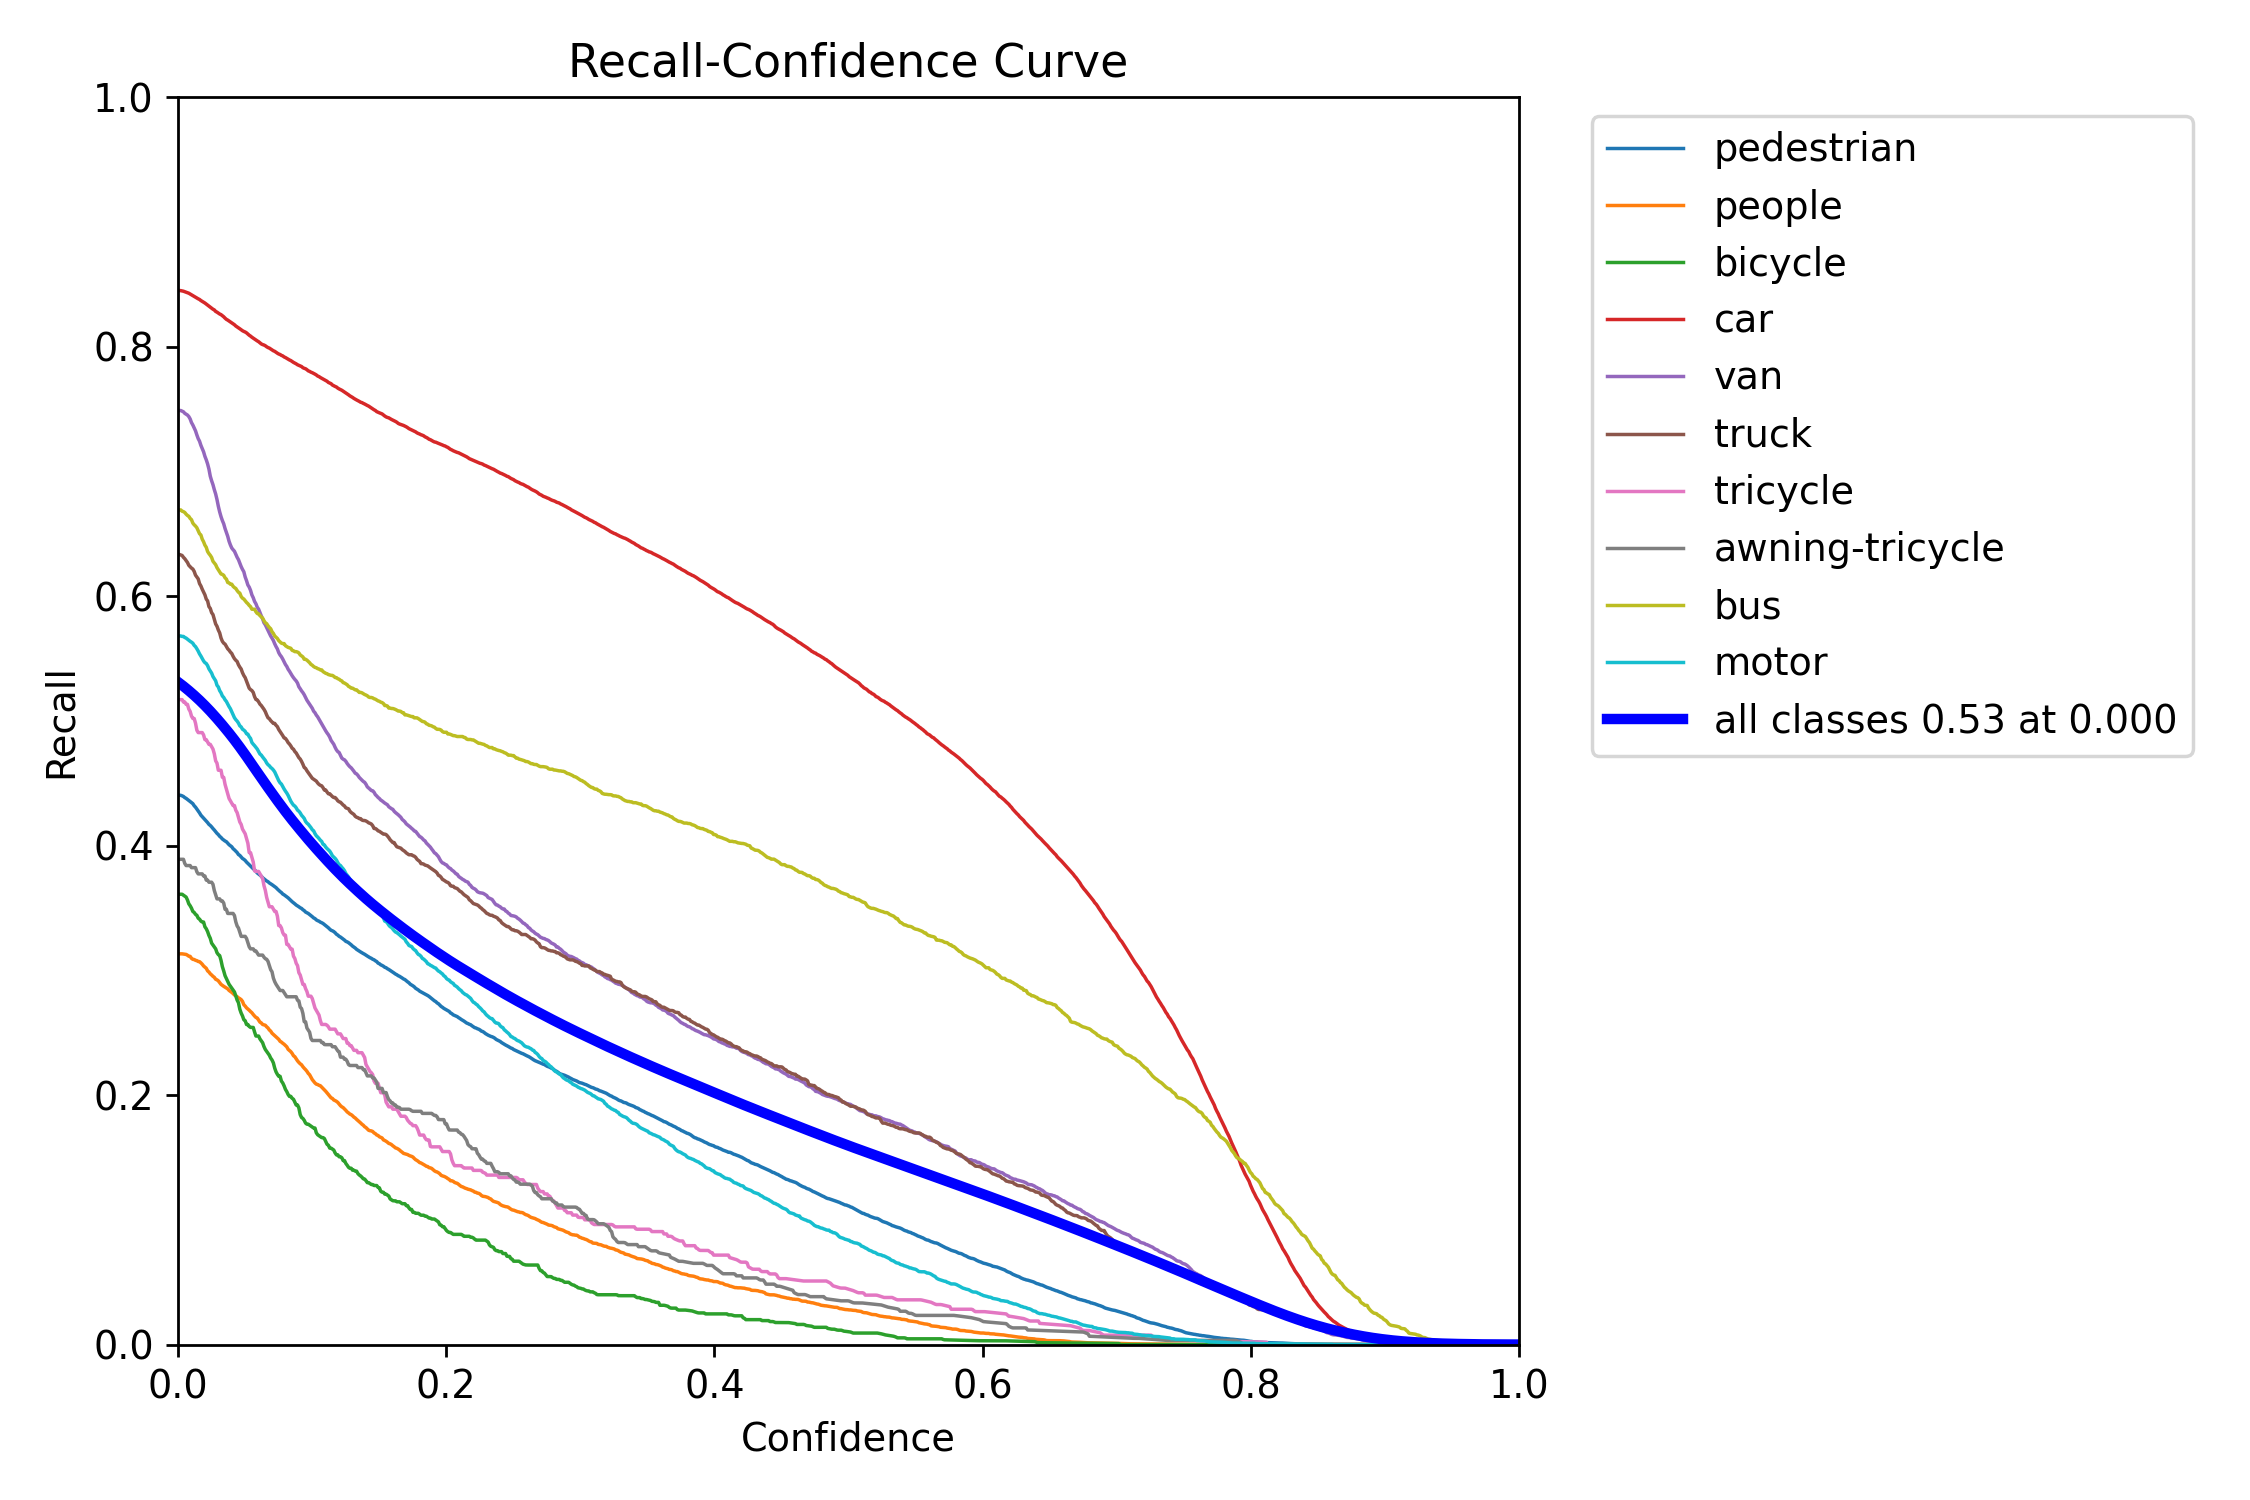 Recall-Confidence Curve
1.0
0.8
0.6
0.4
0.2
0.0
Recall
0.0 0.2 0.4 0.6 0.8 1.0
Confidence
pedestrian
people
bicycle
car
van
truck
tricycle
awning-tricycle
bus
motor
all classes 0.53 at 0.000